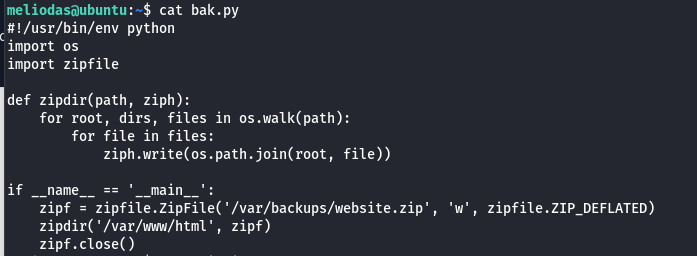 meliodas@ubuntu:~$ cat bak.py
#!/usr/bin/env python
import os
import zipfile

def zipdir(path, ziph):
    for root, dirs, files in os.walk(path):
        for file in files:
            ziph.write(os.path.join(root, file))

if __name__ == '__main__':
    zipf = zipfile.ZipFile('/var/backups/website.zip', 'w', zipfile.ZIP_DEFLATED)
    zipdir('/var/www/html', zipf)
    zipf.close()